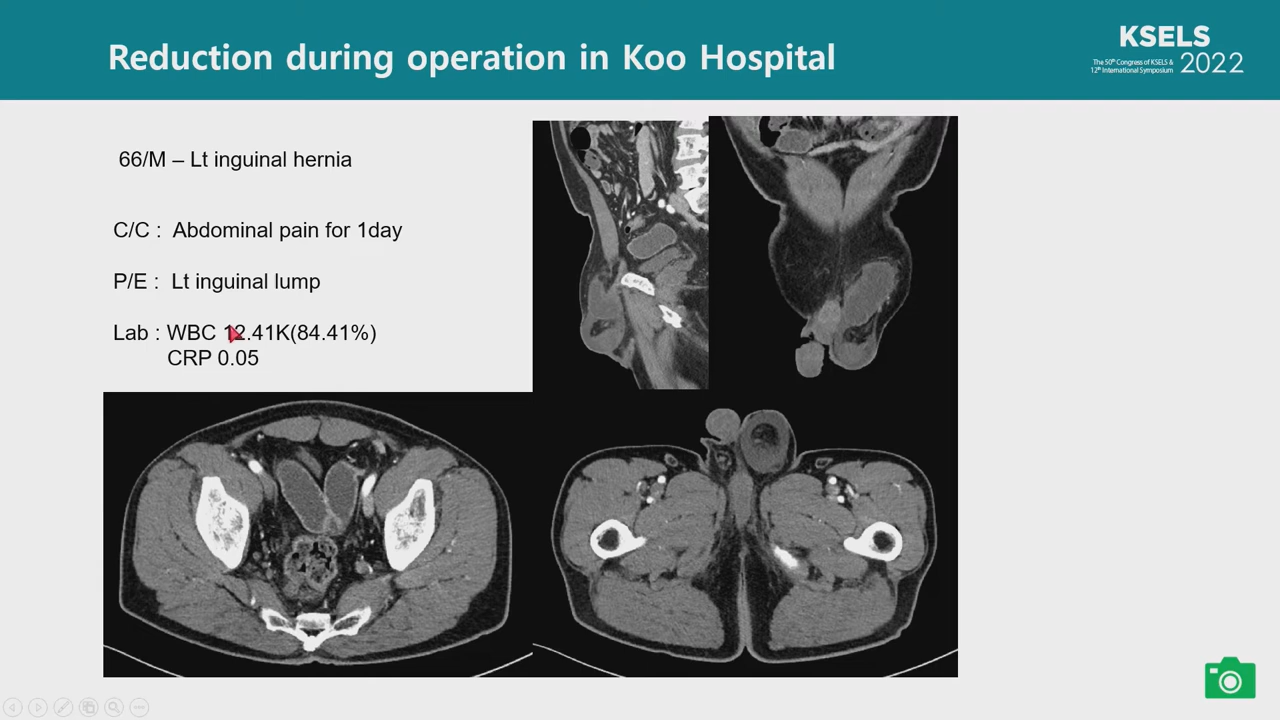 Reduction during operation in Koo Hospital
KSELS
The 50th Congress of KSELS &
12th International Symposium
2022
66/M – Lt inguinal hernia
C/C : Abdominal pain for 1day
P/E : Lt inguinal lump
Lab : WBC 12.41K(84.41%)
CRP 0.05